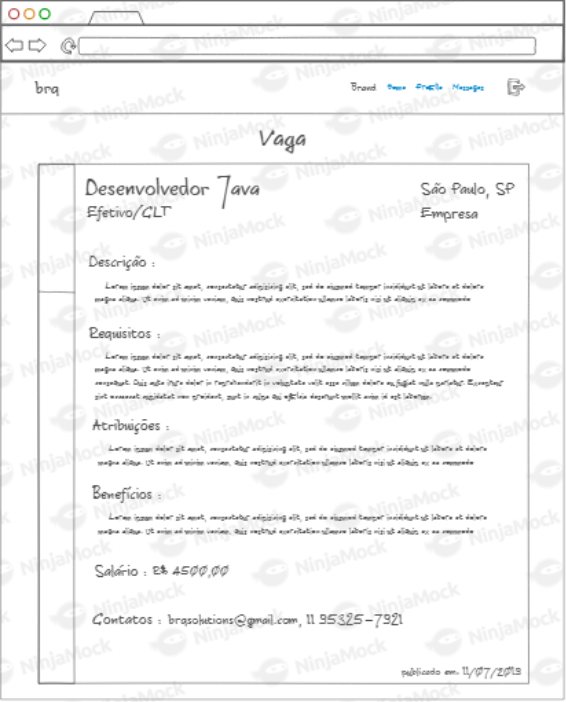 brq
Brand Home Profile Messages
Vaga
Desenvolvedor Java
São Paulo, SP
Efetivo/CLT
Empresa
Descrição :
Lorem ipsum dolor sit amet, consectetur adipisicing elit, sed do eiusmod tempor incididunt ut labore et dolore
magna aliqua. Ut enim ad minim veniam, quis nostrud exercitation ullamco laboris nisi ut aliquip ex ea commodo
Requisitos :
Lorem ipsum dolor sit amet, consectetur adipisicing elit, sed do eiusmod tempor incididunt ut labore et dolore
magna aliqua. Ut enim ad minim veniam, quis nostrud exercitation ullamco laboris nisi ut aliquip ex ea commodo
consequat. Duis aute irure dolor in reprehenderit in voluptate velit esse cillum dolore eu fugiat nulla pariatur. Excepteur
sint occaecat cupidatat non proident, sunt in culpa qui officia deserunt mollit anim id est laborum.
Atribuições :
Lorem ipsum dolor sit amet, consectetur adipisicing elit, sed do eiusmod tempor incididunt ut labore et dolore
magna aliqua. Ut enim ad minim veniam, quis nostrud exercitation ullamco laboris nisi ut aliquip ex ea commodo
Benefícios :
Lorem ipsum dolor sit amet, consectetur adipisicing elit, sed do eiusmod tempor incididunt ut labore et dolore
magna aliqua. Ut enim ad minim veniam, quis nostrud exercitation ullamco laboris nisi ut aliquip ex ea commodo
Salário : R$ 4500,00
Contatos : brqsolutions@gmail.com, 11 95325-7921
publicado em: 11/07/2019
NinjaMock